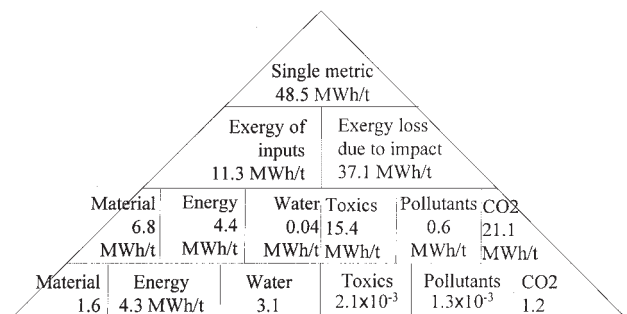 Single metric
48.5 MWh/t
Exergy of Exergy loss
inputs due to impact
11.3 MWh/t 37.1 MWh/t
Material Energy Water Toxics Pollutants CO2
6.8 4.4 0.04 15.4 0.6 21.1
MWh/t MWh/t MWh/t MWh/t MWh/t MWh/t
Material Energy Water Toxics Pollutants CO2
1.6 4.3 MWh/t 3.1 2.1x10-3 1.3x10-3 1.2